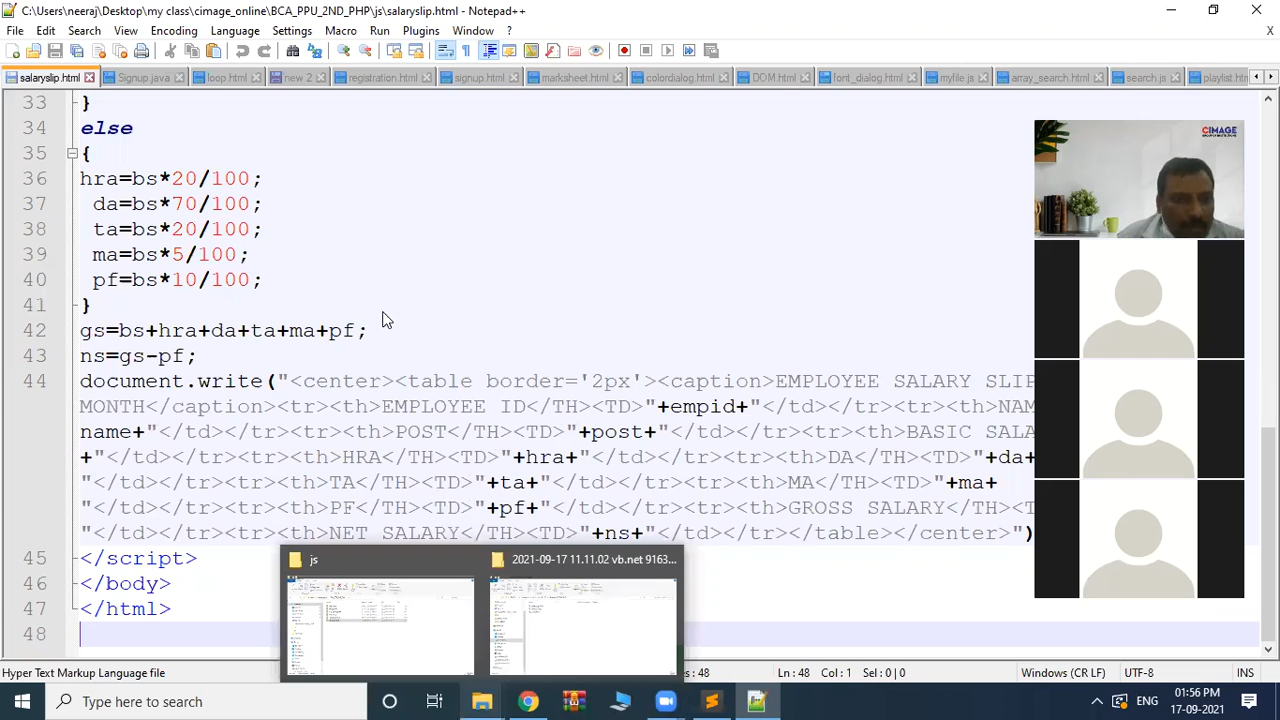 C:\Users\neeraj\Desktop\my class\cimage_online\BCA_PPU_2ND_PHP\js\salaryslip.html - Notepad++
File Edit Search View Encoding Language Settings Macro Run Plugins Window ? X
salaryslip.html Signup.java loop.html new 2 registration.html signup.html marksheet.html colordialog.html DOM.html font_dialog.html myfile.js array_search.html search.js playlist.htm
33 }
34 else
35 {
36 hra=bs*20/100;
37 da=bs*70/100;
38 ta=bs*20/100;
39 ma=bs*5/100;
40 pf=bs*10/100;
41 }
42 gs=bs+hra+da+ta+ma+pf;
43 ns=gs-pf;
44 document.write("<center><table border='2px'><caption>EMPLOYEE SALARY SLIP
MONTH</caption><tr><th>EMPLOYEE ID</TH><TD>"+empid+"</td></tr><tr><th>NAM
name+"</td></tr><tr><th>POST</TH><TD>"+post+"</td></tr><tr><th>BASIC SALA
+"</td></tr><tr><th>HRA</TH><TD>"+hra+"</td></tr><tr><th>DA</TH><TD>"+da+
"</td></tr><tr><th>TA</TH><TD>"+ta+"</td></tr><tr><th>MA</TH><TD>"+ma+
"</td></tr><tr><th>PF</TH><TD>"+pf+"</td></tr><tr><th>GROSS SALARY</TH><T
"</td></tr><tr><th>NET SALARY</TH><TD>"+ns+"</td></tr></table></center>")
45 </script>
46 </body>
47 </html>
48
CIMAGE
js
2021-09-17 11.11.02 vb.net 9163...
Hype Text Markup Language file
s: 48 Ln: 48 Col: 1 Sel: 0 | 0 Windows (CR LF) UTF-8 INS
Type here to search
ENG
01:56 PM
17-09-2021